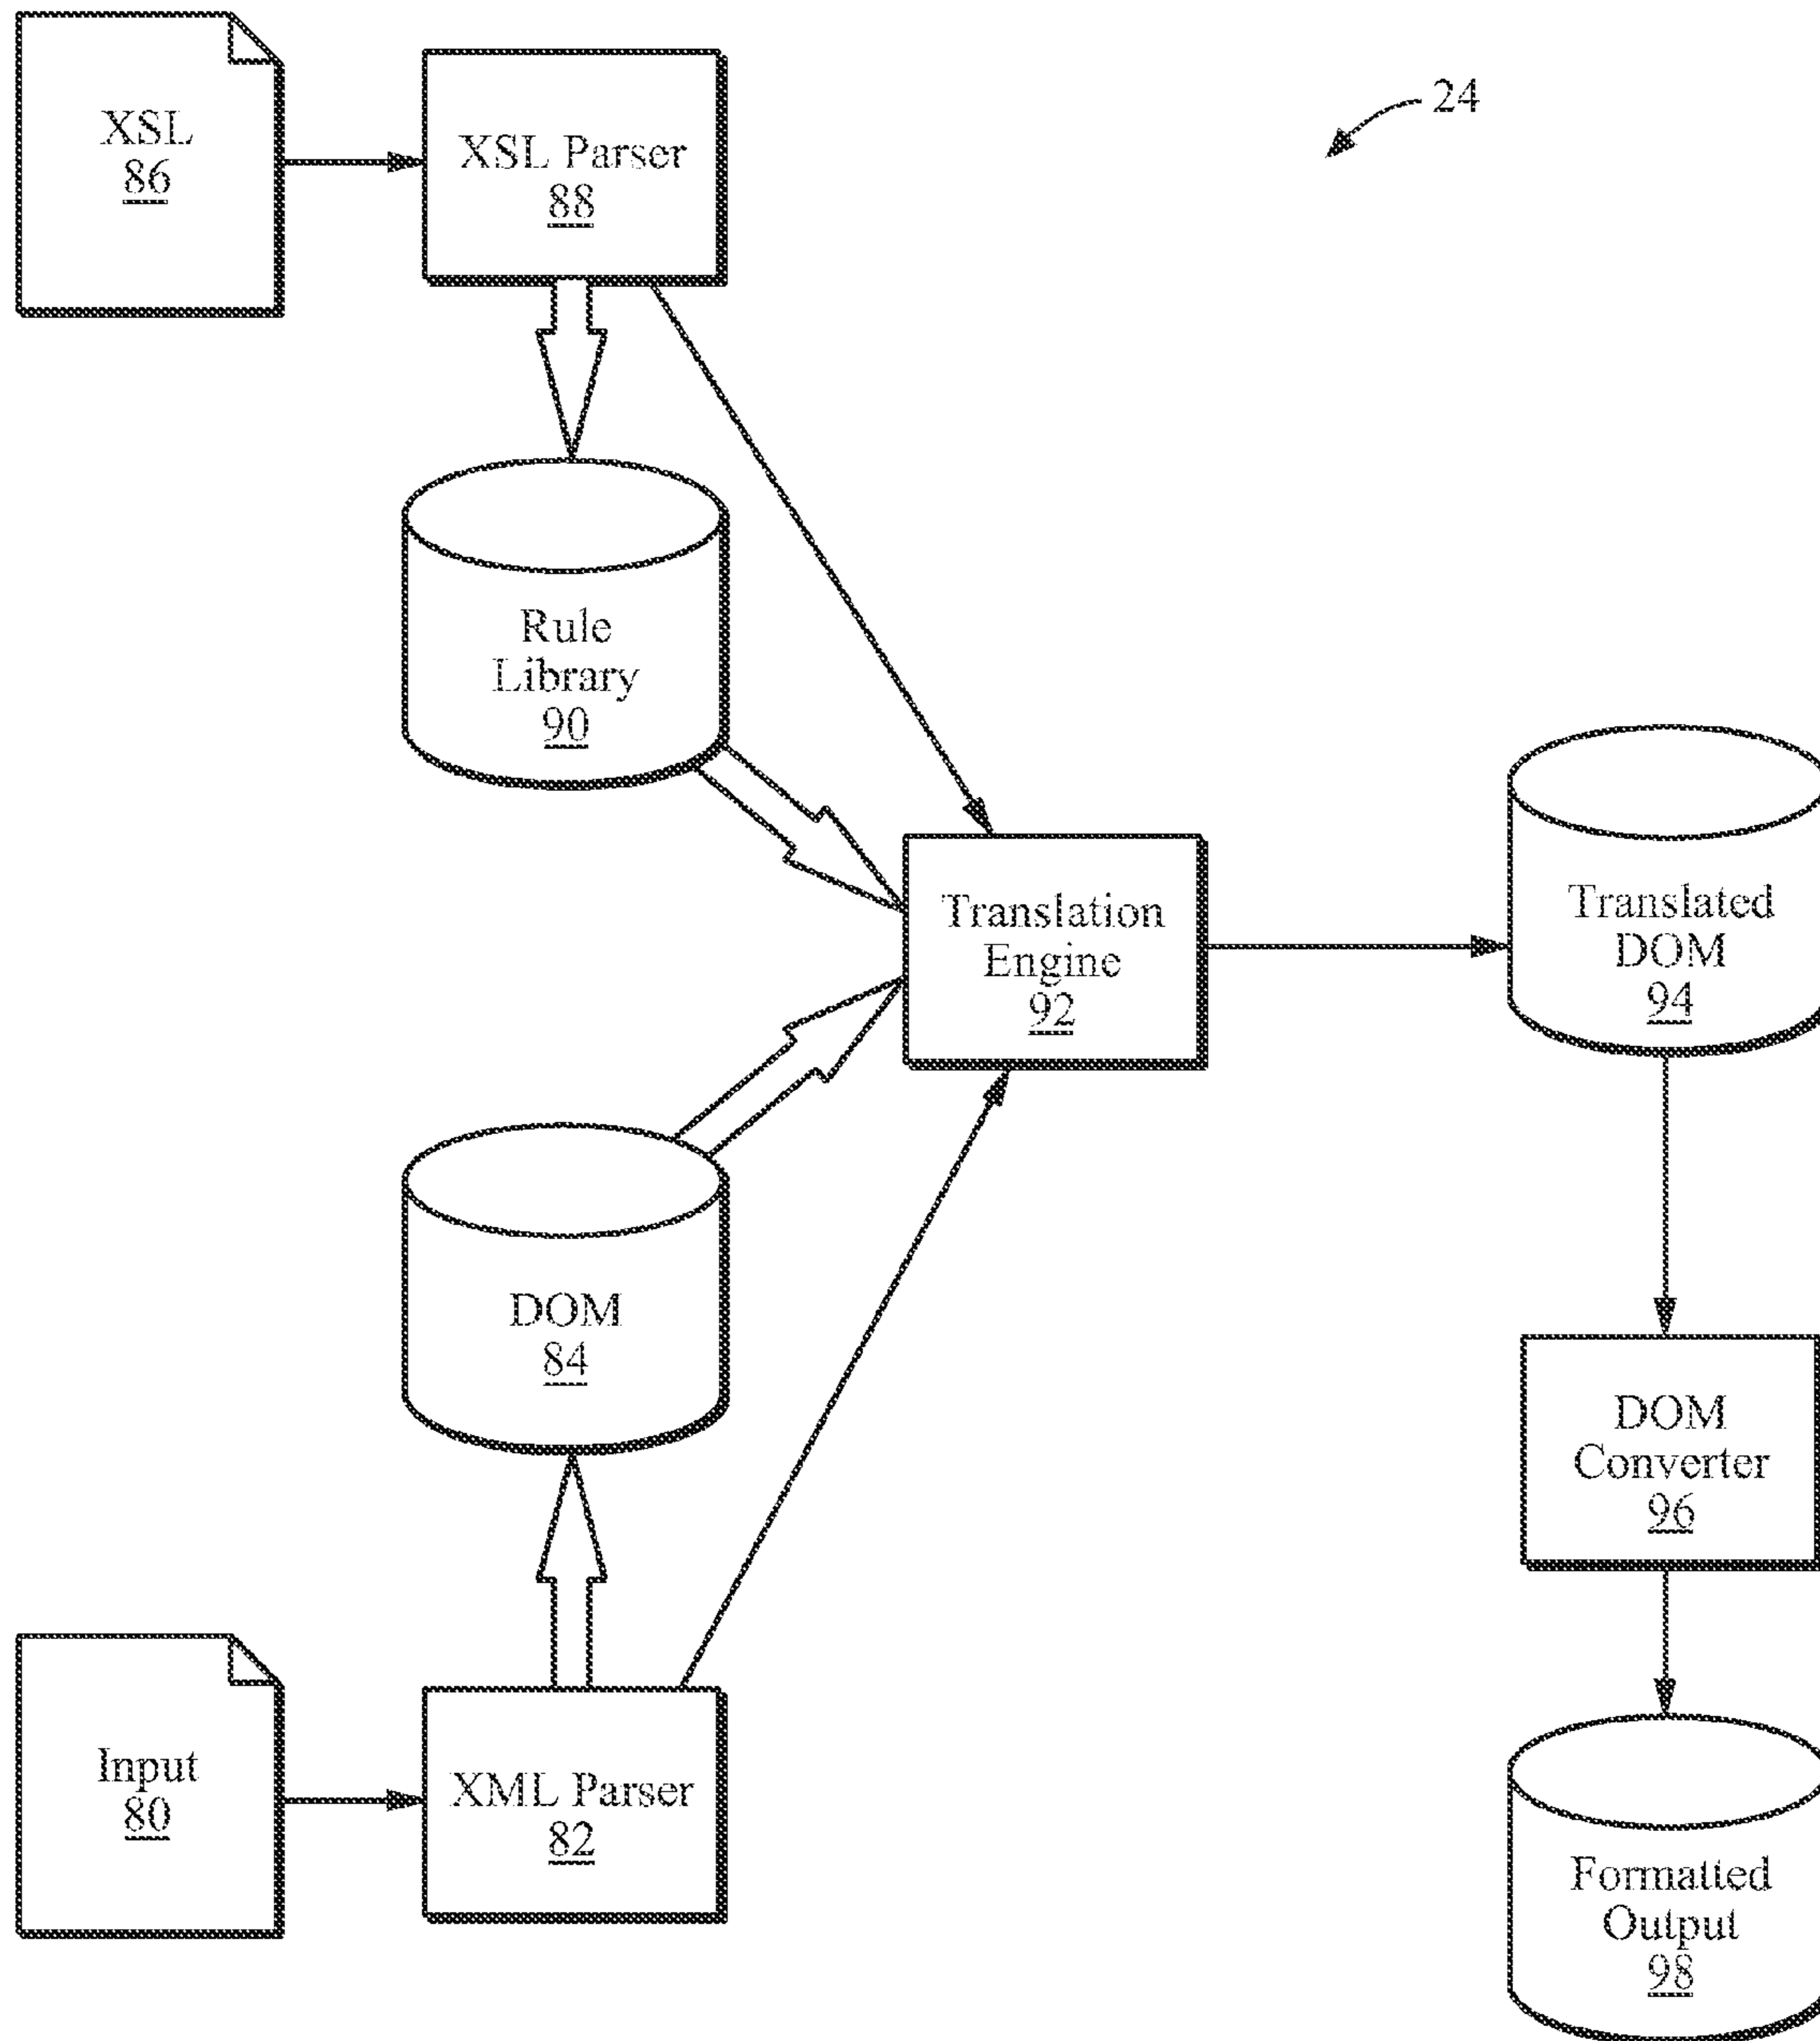 XSL
86
XSL Parser
88
24
Rule
Library
90
Translation
Engine
92
Translated
DOM
94
DOM
84
DOM
Converter
96
Input
80
XML Parser
82
Formatted
Output
98